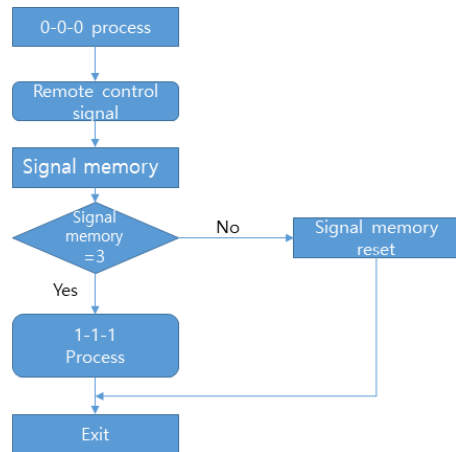 0-0-0 process
Remote control
signal
Signal memory
Signal
memory
=3
No
Signal memory
reset
Yes
1-1-1
Process
Exit